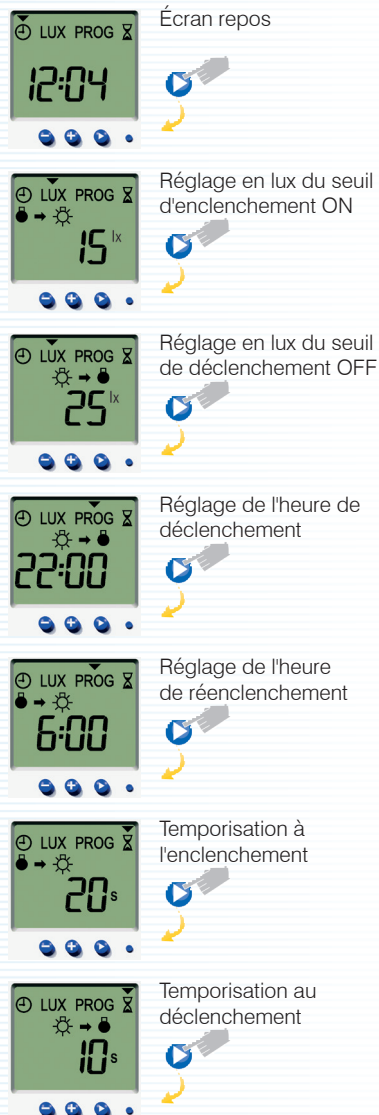 LUX PROG
Écran repos
12:04
LUX PROG
Réglage en lux du seuil
d'enclenchement ON
15 lx
LUX PROG
Réglage en lux du seuil
de déclenchement OFF
25 lx
LUX PROG
Réglage de l'heure de
déclenchement
22:00
LUX PROG
Réglage de l'heure
de réenclenchement
6:00
LUX PROG
Temporisation à
l'enclenchement
20 s
LUX PROG
Temporisation au
déclenchement
10 s